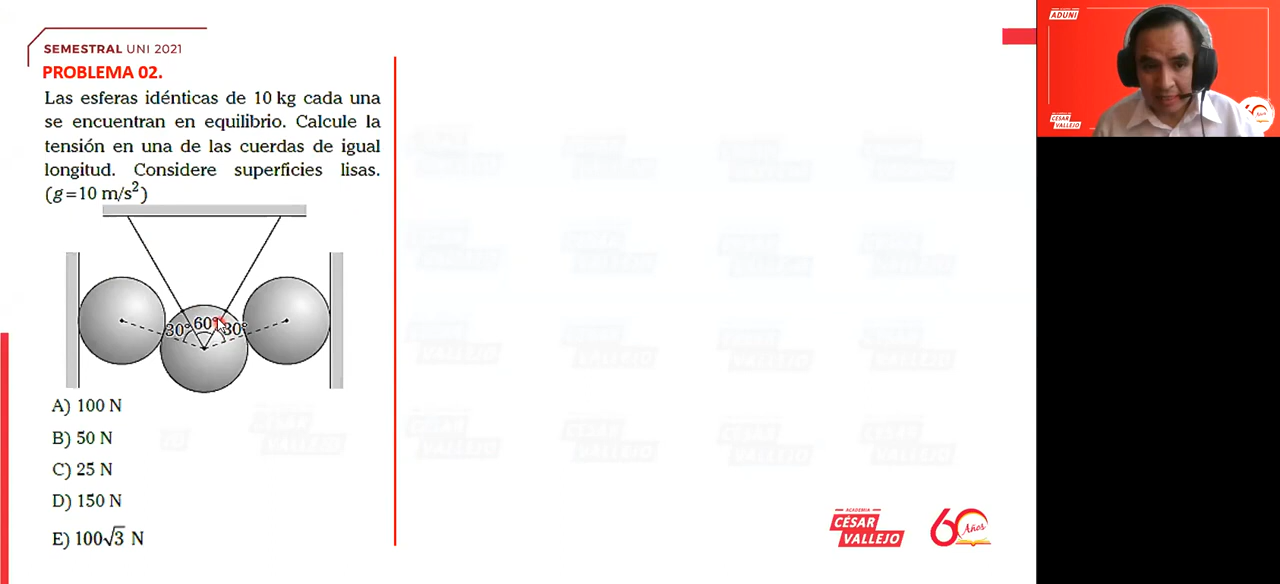 SEMESTRAL UNI 2021
PROBLEMA 02.
Las esferas idénticas de 10 kg cada una
se encuentran en equilibrio. Calcule la
tensión en una de las cuerdas de igual
longitud. Considere superficies lisas.
(g=10 m/s²)
30° 60° 30°
A) 100 N
B) 50 N
C) 25 N
D) 150 N
E) 100√3 N
ACADEMIA
CÉSAR
VALLEJO
60 Años
ADUNI
CÉSAR
VALLEJO
60